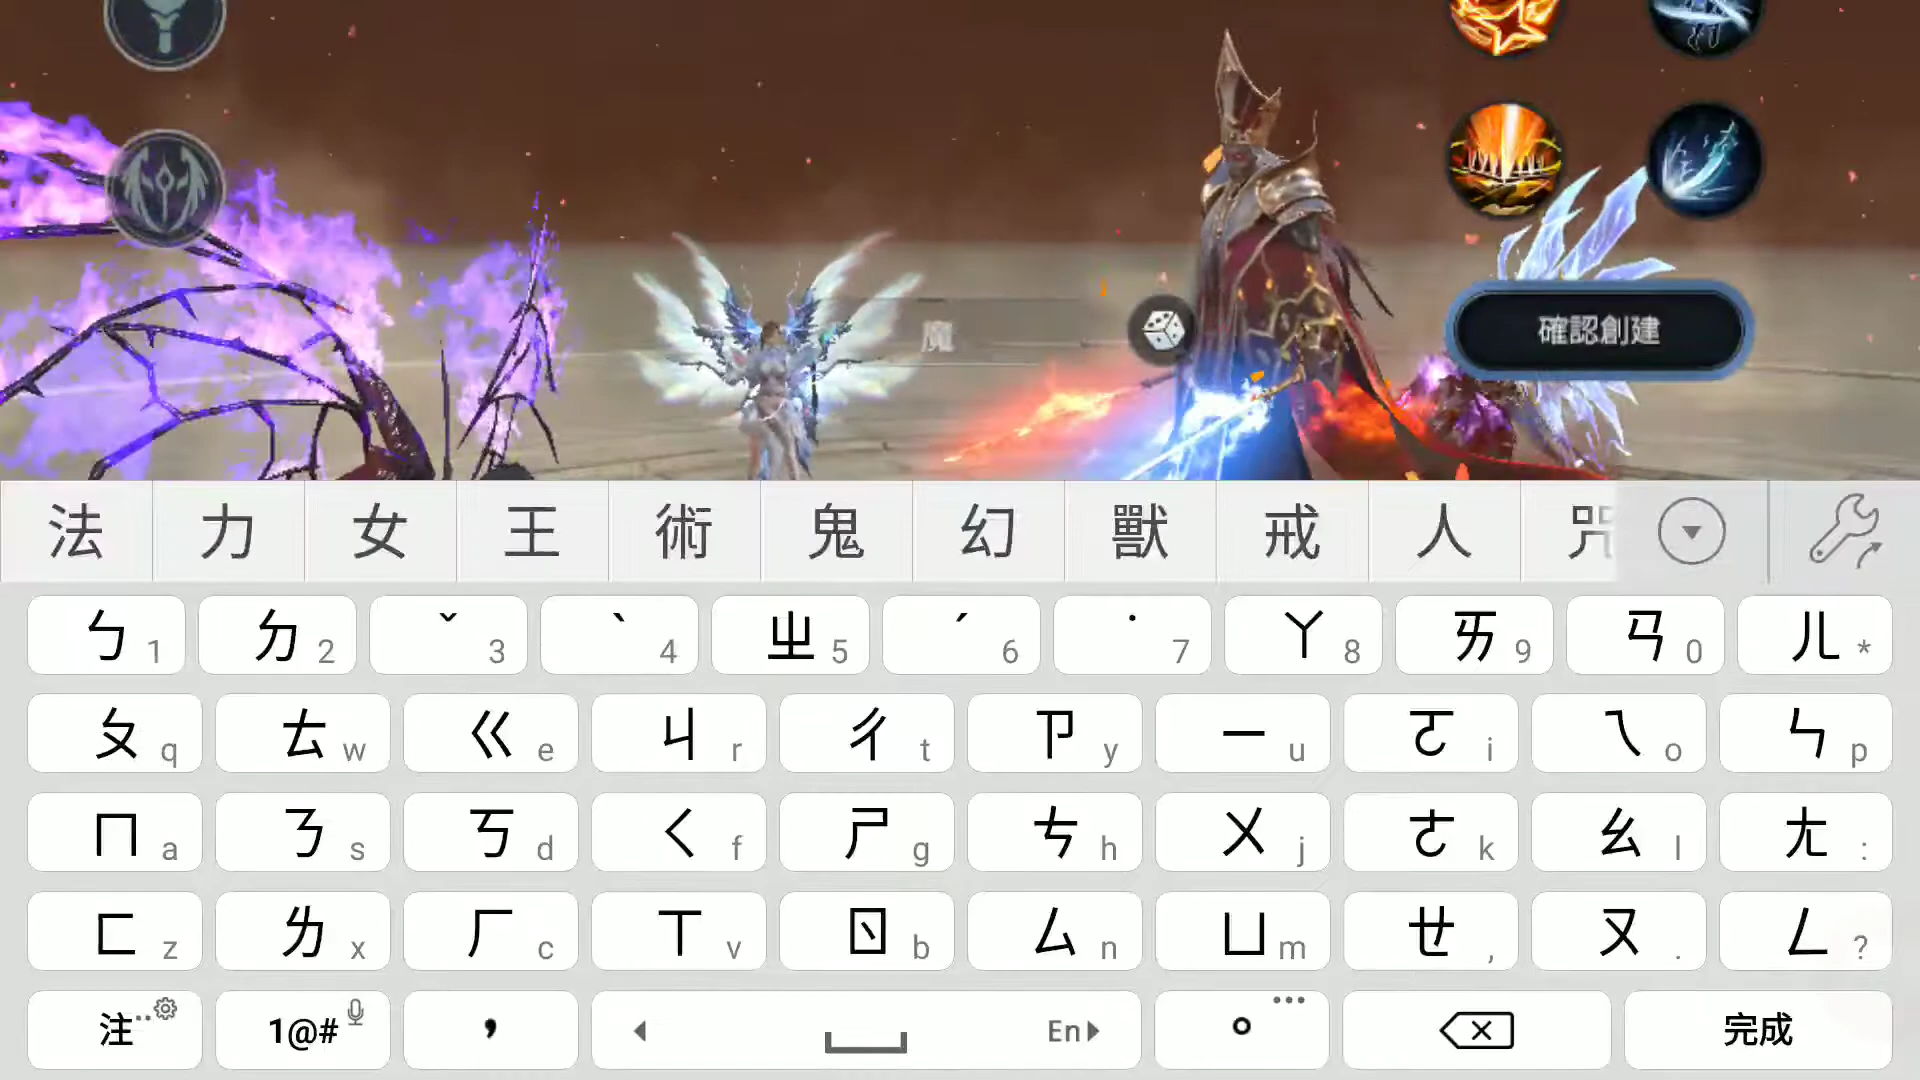 魔
確認創建
法 力 女 王 術 鬼 幻 獸 戒 人 咒
ㄅ 1 ㄉ 2 ˇ 3 ˋ 4 ㄓ 5 ˊ 6 ˙ 7 ㄚ 8 ㄞ 9 ㄢ 0 ㄦ *
ㄆ q ㄊ w ㄍ e ㄐ r ㄔ t ㄗ y ㄧ u ㄛ i ㄟ o ㄣ p
ㄇ a ㄋ s ㄎ d ㄑ f ㄕ g ㄘ h ㄨ j ㄜ k ㄠ l ㄤ :
ㄈ z ㄌ x ㄏ c ㄒ v ㄖ b ㄙ n ㄩ m ㄝ , ㄡ . ㄥ ?
注 1@# , En 。 完成